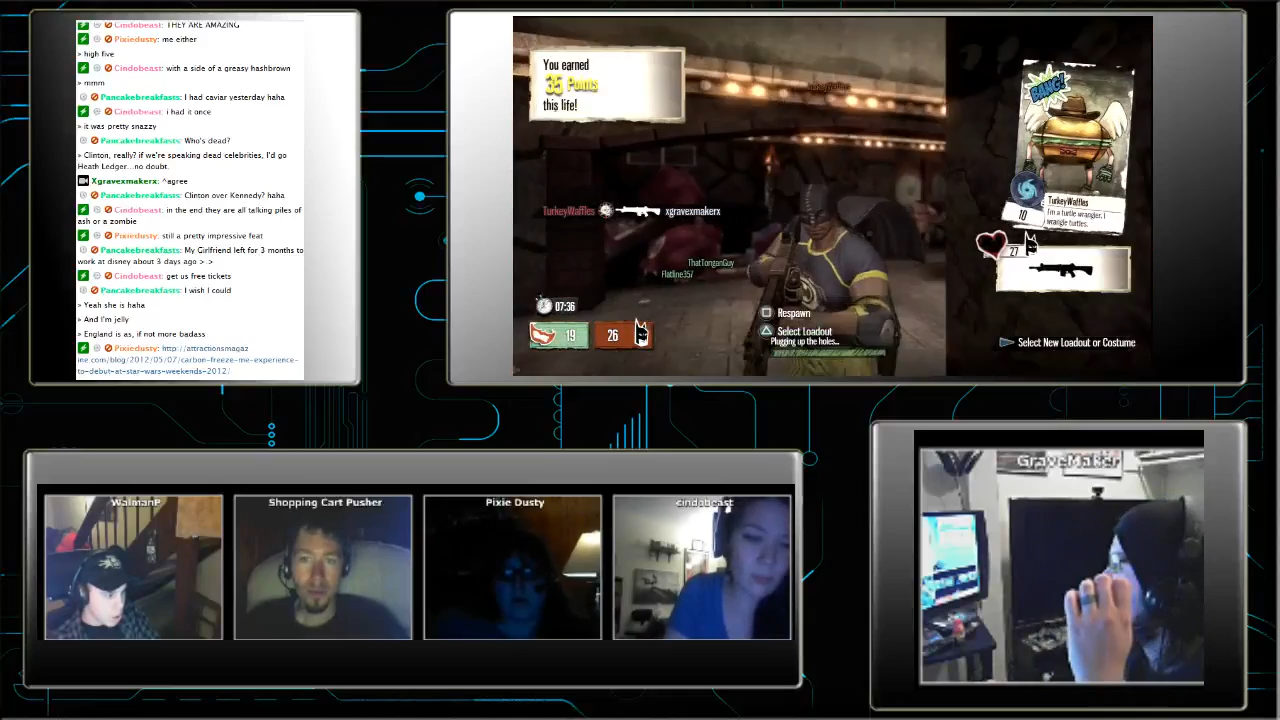 Cindobeast: THEY ARE AMAZING
Pixiedusty: me either
» high five
Cindobeast: with a side of a greasy hashbrown
» mmm
Pancakebreakfasts: I had caviar yesterday haha
Cindobeast: i had it once
» it was pretty snazzy
Pancakebreakfasts: Who's dead?
» Clinton, really? if we're speaking dead celebrities, I'd go
Heath Ledger...no doubt.
Xgravexmakerx: ^agree
Pancakebreakfasts: Clinton over Kennedy? haha
Cindobeast: in the end they are all talking piles of
ash or a zombie
Pixiedusty: still a pretty impressive feat
Pancakebreakfasts: My Girlfriend left for 3 months to
work at disney about 3 days ago >.>
Cindobeast: get us free tickets
Pancakebreakfasts: I wish I could
» Yeah she is haha
» And I'm jelly
» England is as, if not more badass
Pixiedusty: http://attractionsmagaz
ine.com/blog/2012/05/07/carbon-freeze-me-experience-
to-debut-at-star-wars-weekends-2012/
You earned
35 Points
this life!
TurkeyWaffles
TurkeyWaffles xgravexmakerx
ThatTonganGuy
Flatline357
07:36
19 26
Respawn
Select Loadout
Plugging up the holes...
BANG!
TurkeyWaffles
10
I'm a turtle wrangler. I
wrangle turtles.
27
Select New Loadout or Costume
WalmanP
Shopping Cart Pusher
Pixie Dusty
cindobeast
GraveMaker